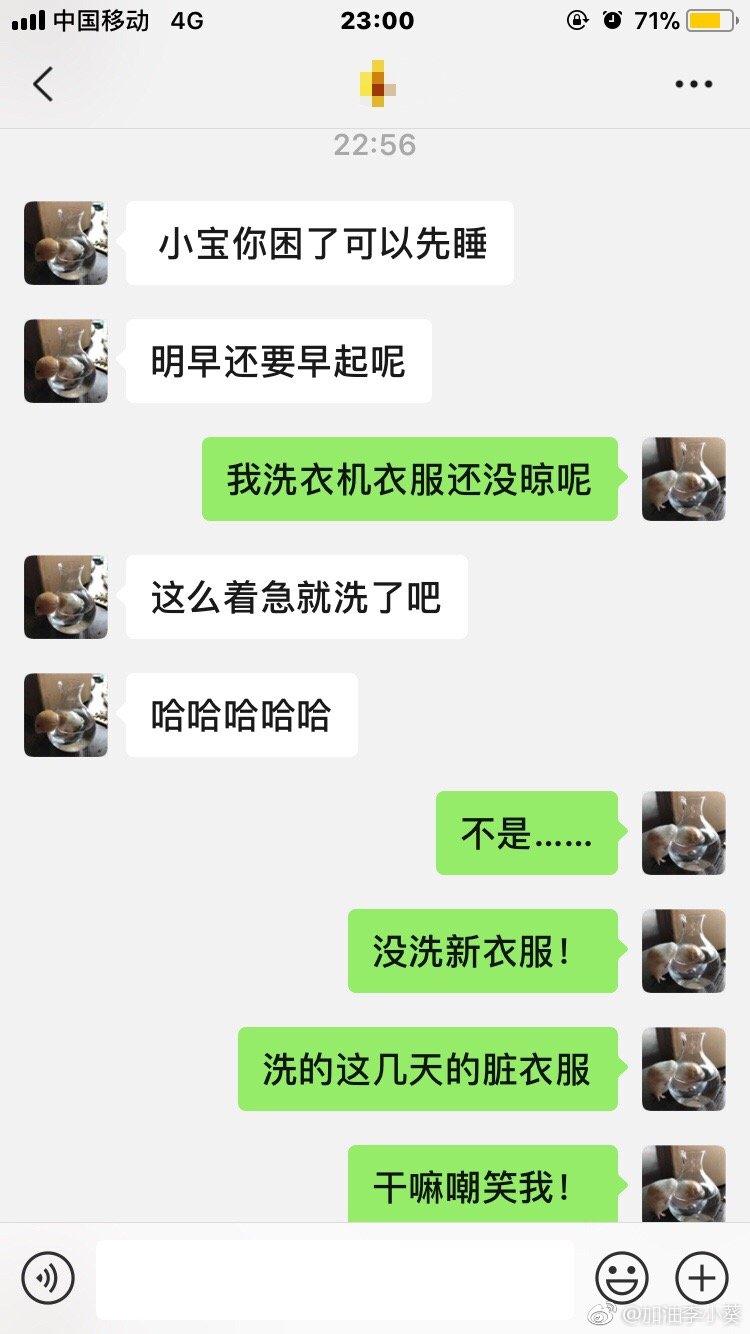 中国移动 4G 23:00 71%
22:56
小宝你困了可以先睡
明早还要早起呢
我洗衣机衣服还没晾呢
这么着急就洗了吧
哈哈哈哈哈
不是......
没洗新衣服！
洗的这几天的脏衣服
干嘛嘲笑我！
@加油李小葵